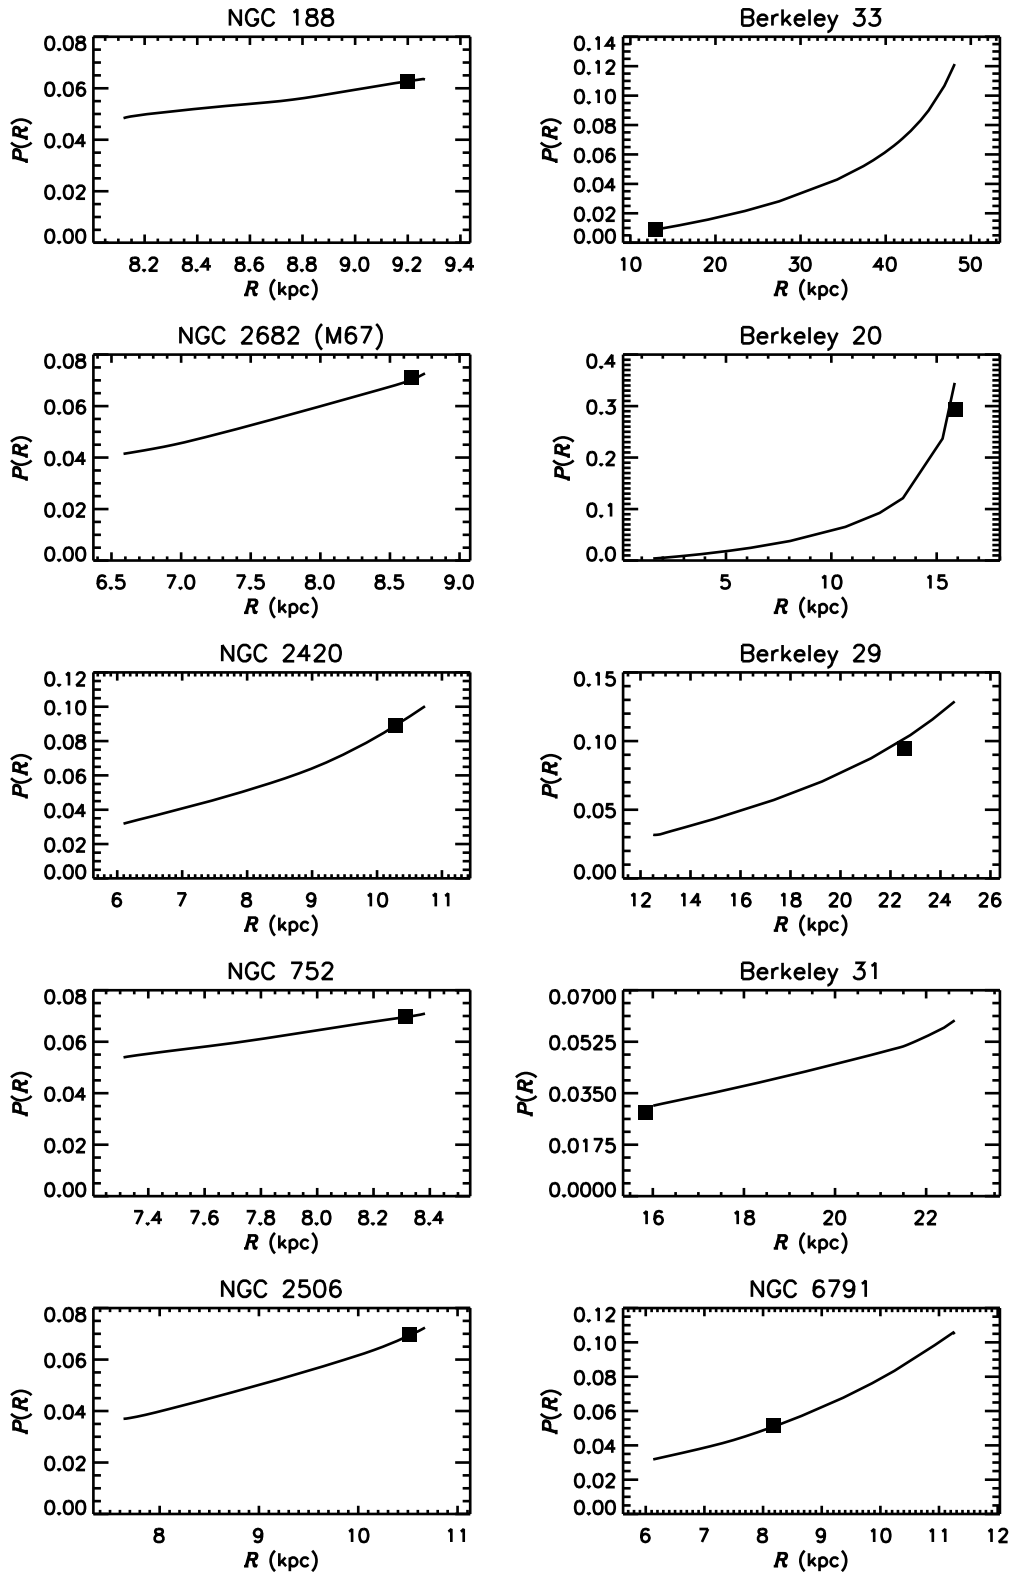 NGC 188
0.08
0.06
0.04
0.02
0.00
P(R)
8.2 8.4 8.6 8.8 9.0 9.2 9.4
R (kpc)
Berkeley 33
0.14
0.12
0.10
0.08
0.06
0.04
0.02
0.00
P(R)
10 20 30 40 50
R (kpc)
NGC 2682 (M67)
0.08
0.06
0.04
0.02
0.00
P(R)
6.5 7.0 7.5 8.0 8.5 9.0
R (kpc)
Berkeley 20
0.4
0.3
0.2
0.1
0.0
P(R)
5 10 15
R (kpc)
NGC 2420
0.12
0.10
0.08
0.06
0.04
0.02
0.00
P(R)
6 7 8 9 10 11
R (kpc)
Berkeley 29
0.15
0.10
0.05
0.00
P(R)
12 14 16 18 20 22 24 26
R (kpc)
NGC 752
0.08
0.06
0.04
0.02
0.00
P(R)
7.4 7.6 7.8 8.0 8.2 8.4
R (kpc)
Berkeley 31
0.0700
0.0525
0.0350
0.0175
0.0000
P(R)
16 18 20 22
R (kpc)
NGC 2506
0.08
0.06
0.04
0.02
0.00
P(R)
8 9 10 11
R (kpc)
NGC 6791
0.12
0.10
0.08
0.06
0.04
0.02
0.00
P(R)
6 7 8 9 10 11 12
R (kpc)